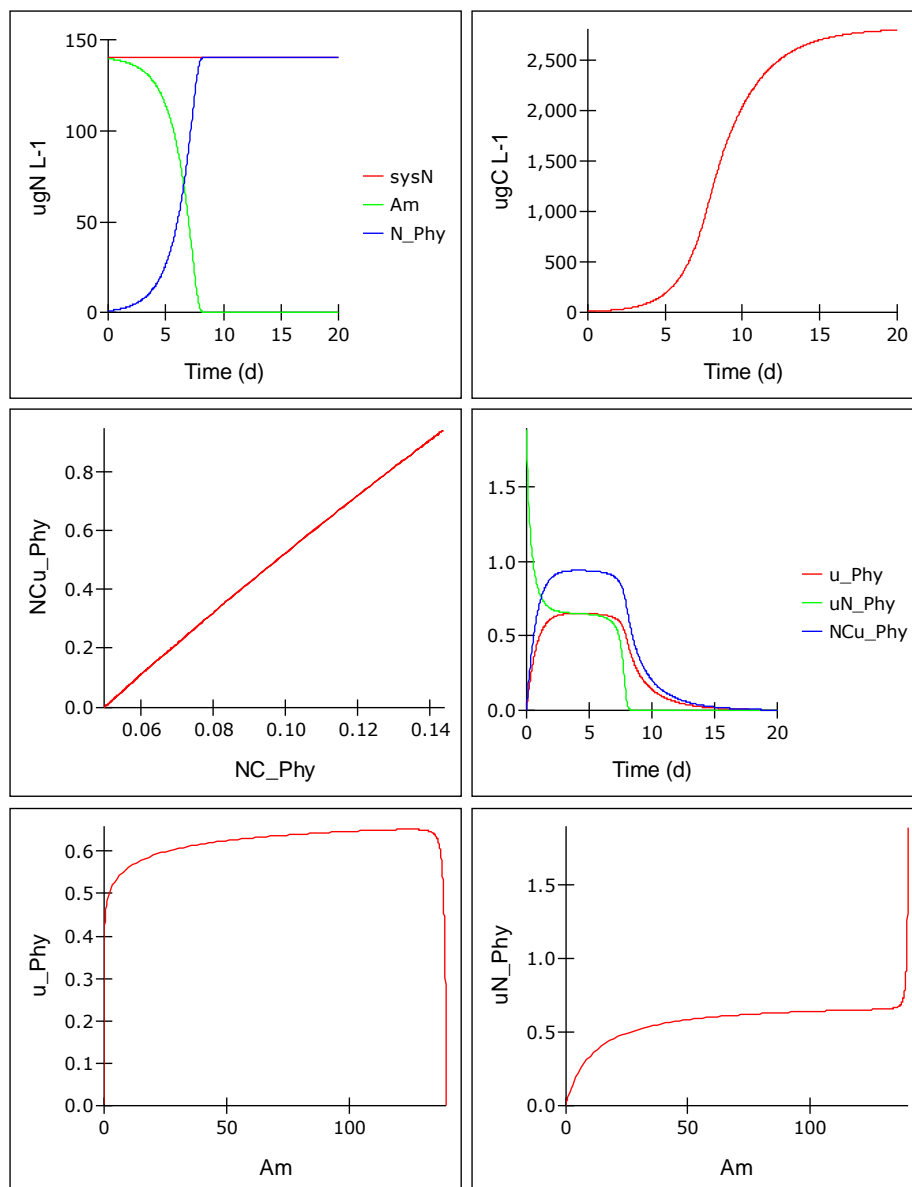 150
100
50
0
ugN L-1
0 5 10 15 20
Time (d)
sysN
Am
N_Phy
2,500
2,000
1,500
1,000
500
0
ugC L-1
0 5 10 15 20
Time (d)
0.8
0.6
0.4
0.2
0.0
NCu_Phy
0.06 0.08 0.10 0.12 0.14
NC_Phy
1.5
1.0
0.5
0.0
0 5 10 15 20
Time (d)
u_Phy
uN_Phy
NCu_Phy
0.6
0.5
0.4
0.3
0.2
0.1
0.0
u_Phy
0 50 100
Am
1.5
1.0
0.5
0.0
uN_Phy
0 50 100
Am